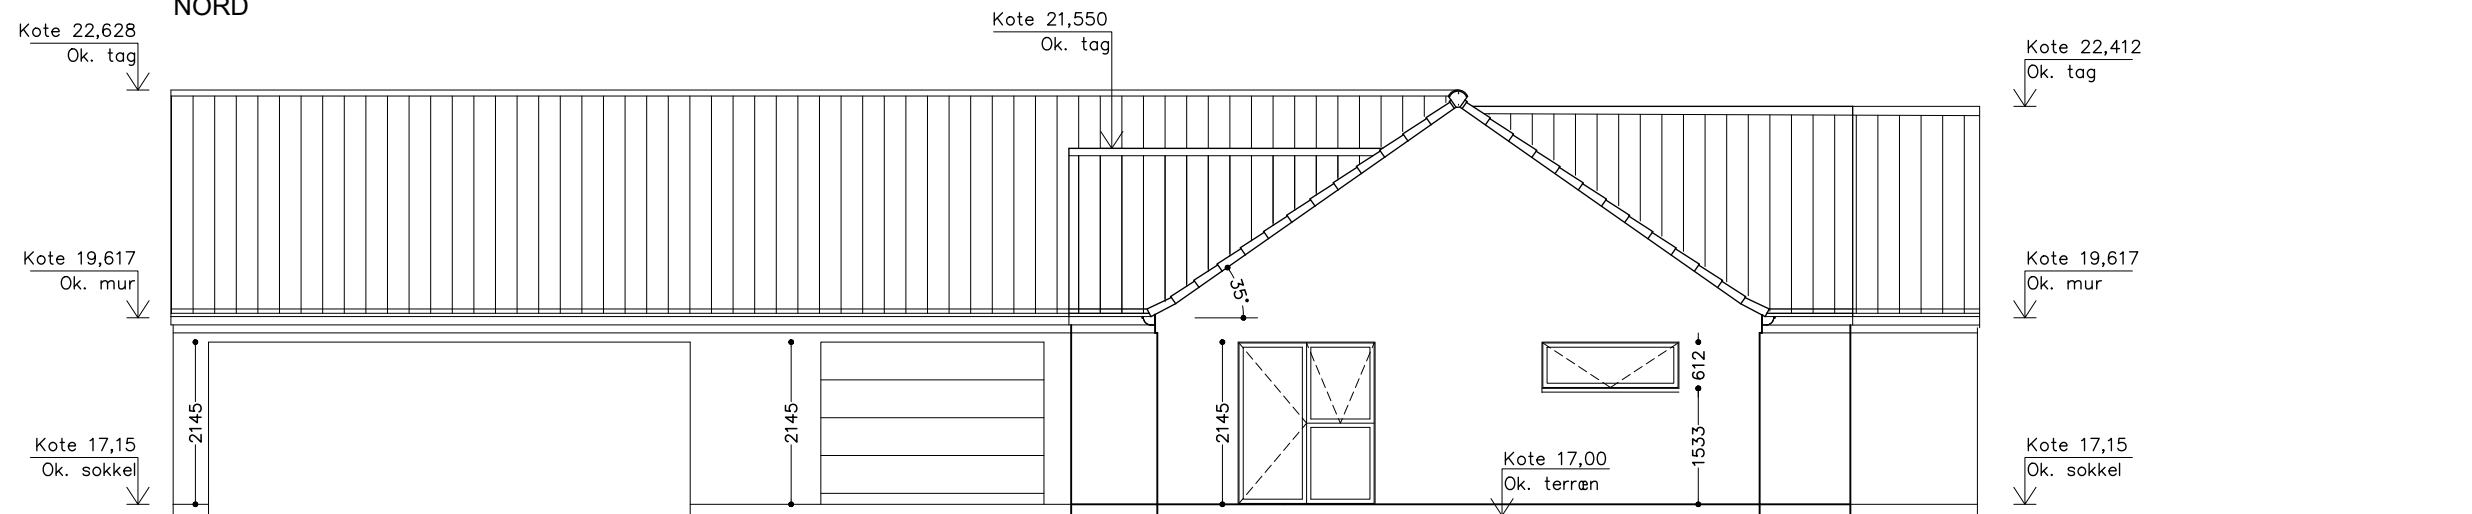 NORD
Kote 22,628
Ok. tag
Kote 21,550
Ok. tag
Kote 22,412
Ok. tag
Kote 19,617
Ok. mur
35°
Kote 19,617
Ok. mur
2145
2145
2145
612
1533
Kote 17,15
Ok. sokkel
Kote 17,00
Ok. terræn
Kote 17,15
Ok. sokkel